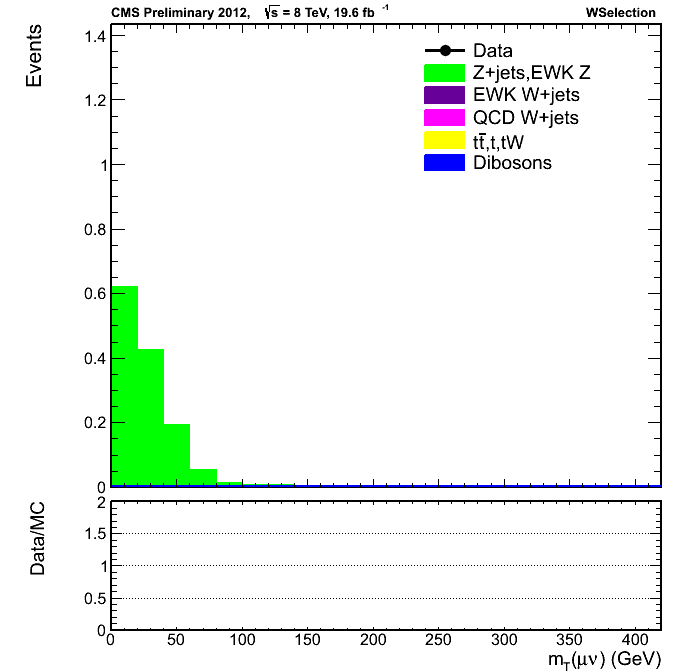 CMS Preliminary 2012, √s = 8 TeV, 19.6 fb⁻¹ WSelection
Events
1.4
1.2
1
0.8
0.6
0.4
0.2
0
Data
Z+jets,EWK Z
EWK W+jets
QCD W+jets
tt̄,t,tW
Dibosons
Data/MC
2
1.5
1
0.5
0
0 50 100 150 200 250 300 350 400
m_T(μν) (GeV)